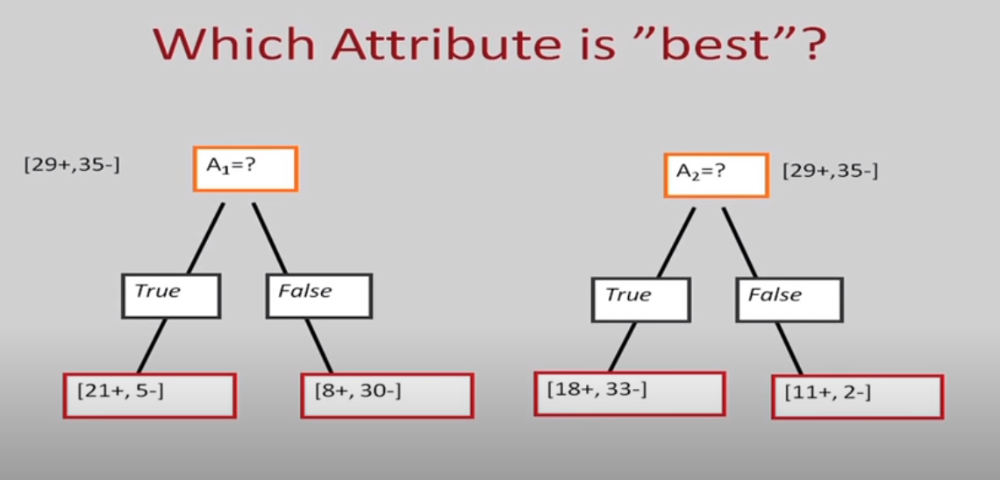 Which Attribute is ”best”?
[29+,35-]
A₁=?
A₂=?
[29+,35-]
True
False
True
False
[21+, 5-]
[8+, 30-]
[18+, 33-]
[11+, 2-]